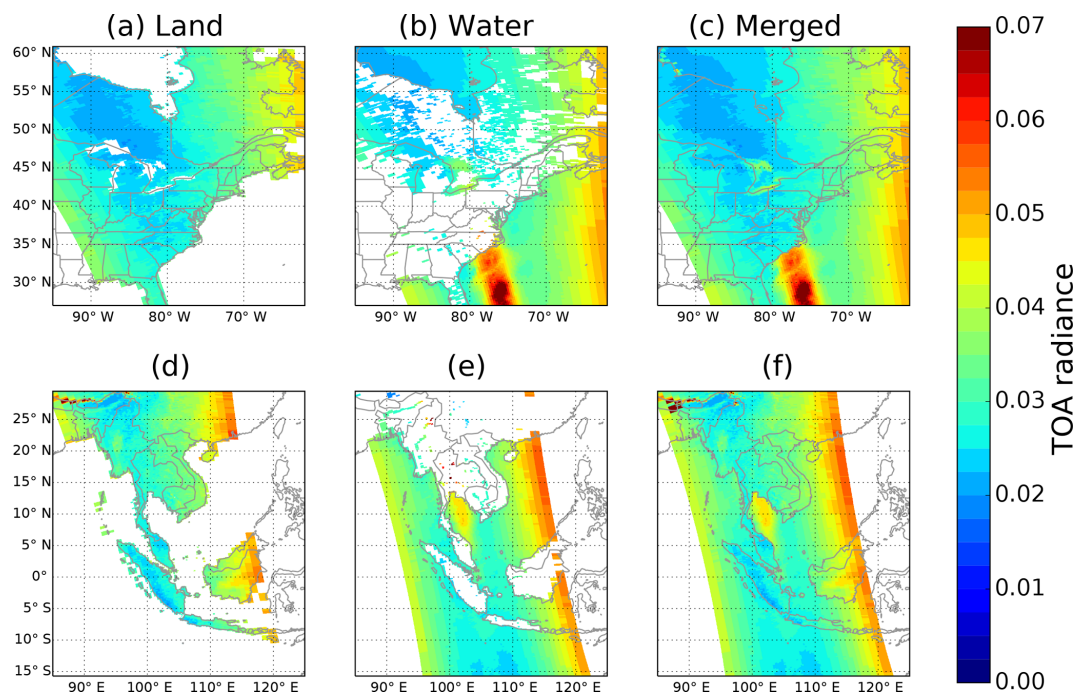 (a) Land (b) Water (c) Merged
60° N
55° N
50° N
45° N
40° N
35° N
30° N
90° W 80° W 70° W 90° W 80° W 70° W 90° W 80° W 70° W
(d) (e) (f)
25° N
20° N
15° N
10° N
5° N
0°
5° S
10° S
15° S
90° E 100° E 110° E 120° E 90° E 100° E 110° E 120° E 90° E 100° E 110° E 120° E
0.07
0.06
0.05
0.04
0.03
0.02
0.01
0.00
TOA radiance